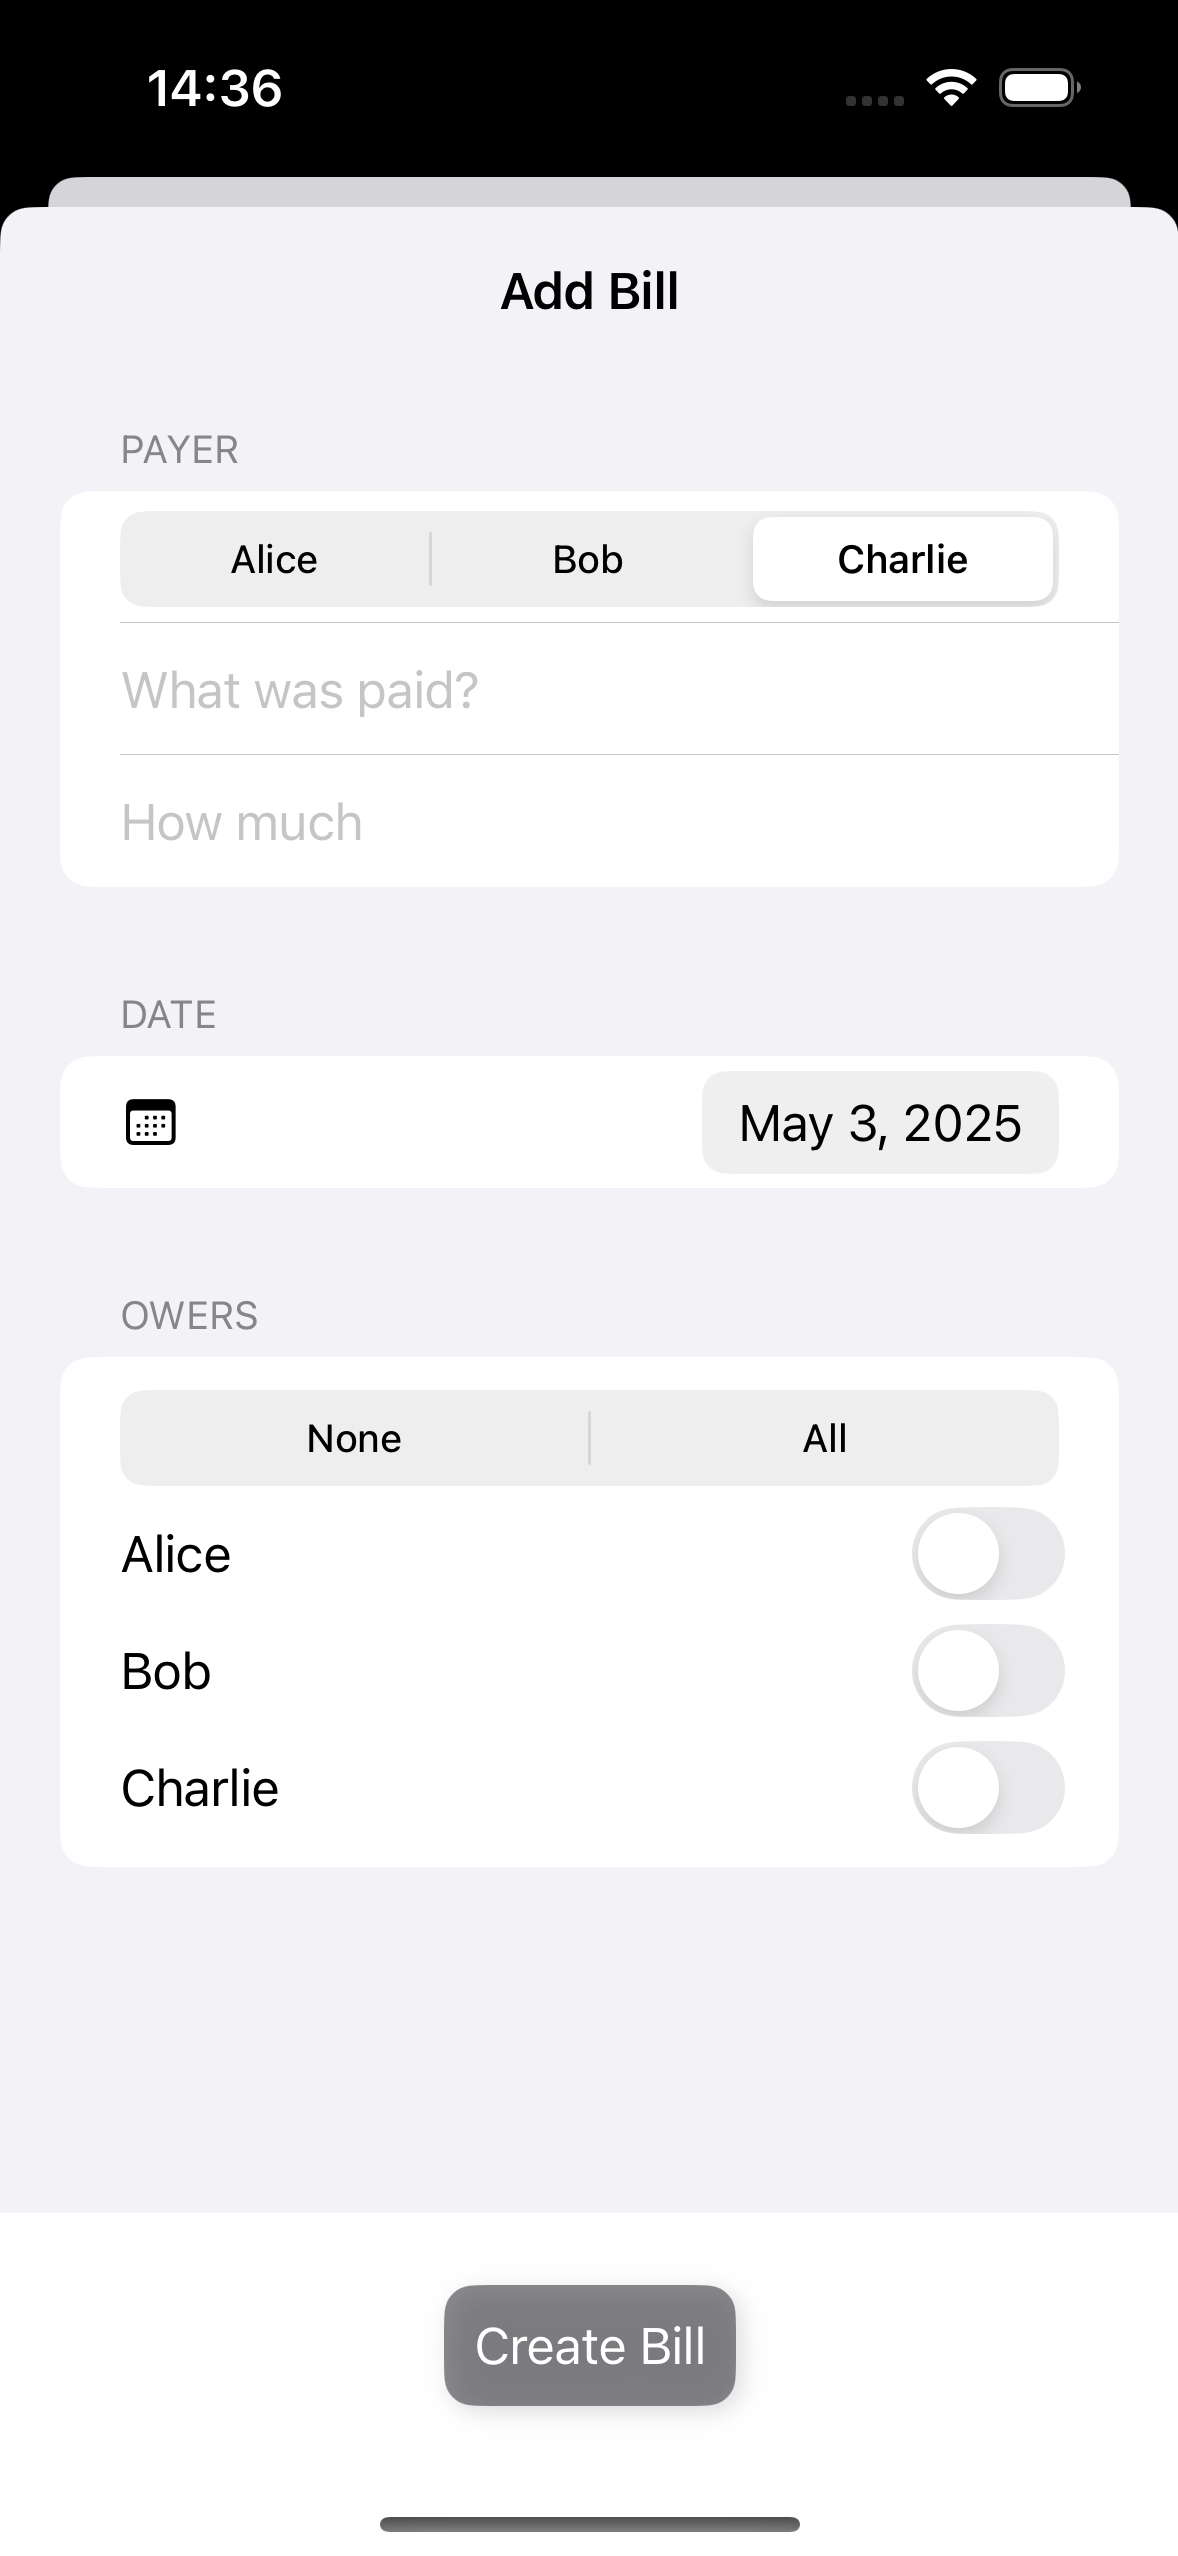 14:36
Add Bill
PAYER
Alice Bob Charlie
What was paid?
How much
DATE
May 3, 2025
OWERS
None All
Alice
Bob
Charlie
Create Bill